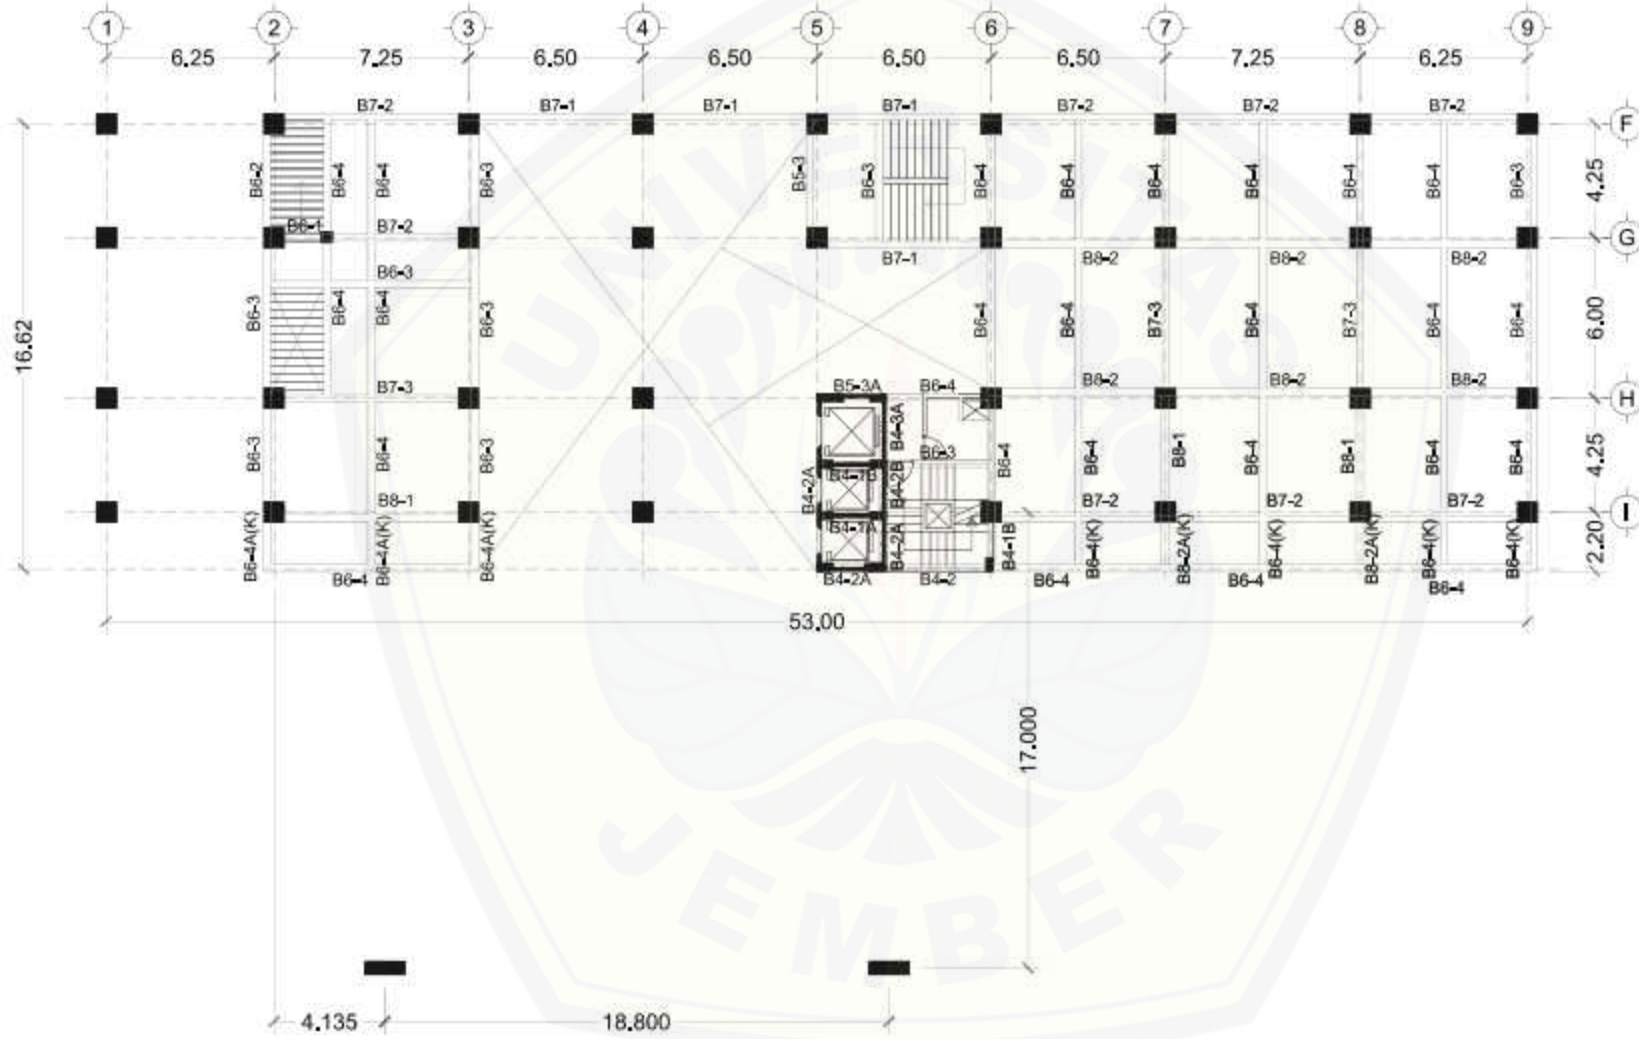 1 2 3 4 5 6 7 8 9
6.25 7.25 6.50 6.50 6.50 6.50 7.25 6.25
B7-2 B7-1 B7-1 B7-1 B7-2 B7-2 B7-2
F
B6-2 B6-4 B6-4 B6-3 B5-3 B6-3 B6-4 B6-4 B6-4 B6-4 B6-4 B6-4 B6-3 4.25
UNIVERSITAS
B6-1 B7-2
G
B7-1 B8-2 B8-2 B8-2
B6-3
B6-3 B6-4 B6-4 B6-3 B6-4 B6-4 B7-3 B6-4 B7-3 B6-4 B6-4 6.00
16.62
B7-3 B5-3A B6-4 B8-2 B8-2 B8-2
H
B6-3 B6-4 B6-3 B4-3A B6-3 B6-4 B6-4 B8-1 B6-4 B8-1 B6-4 B6-4 4.25
B4-2A B4-1B B4-2B
B8-1 B7-2 B7-2 B7-2
I
B6-4A(K) B6-4A(K) B6-4A(K) B4-1A B4-2A B4-1B B6-4(K) B8-2A(K) B6-4(K) B8-2A(K) B6-4(K) B6-4(K) 2.20
B6-4 B4-2A B4-2 B6-4 B6-4 B6-4
53.00
17.000
JEMBER
4.135 18.800